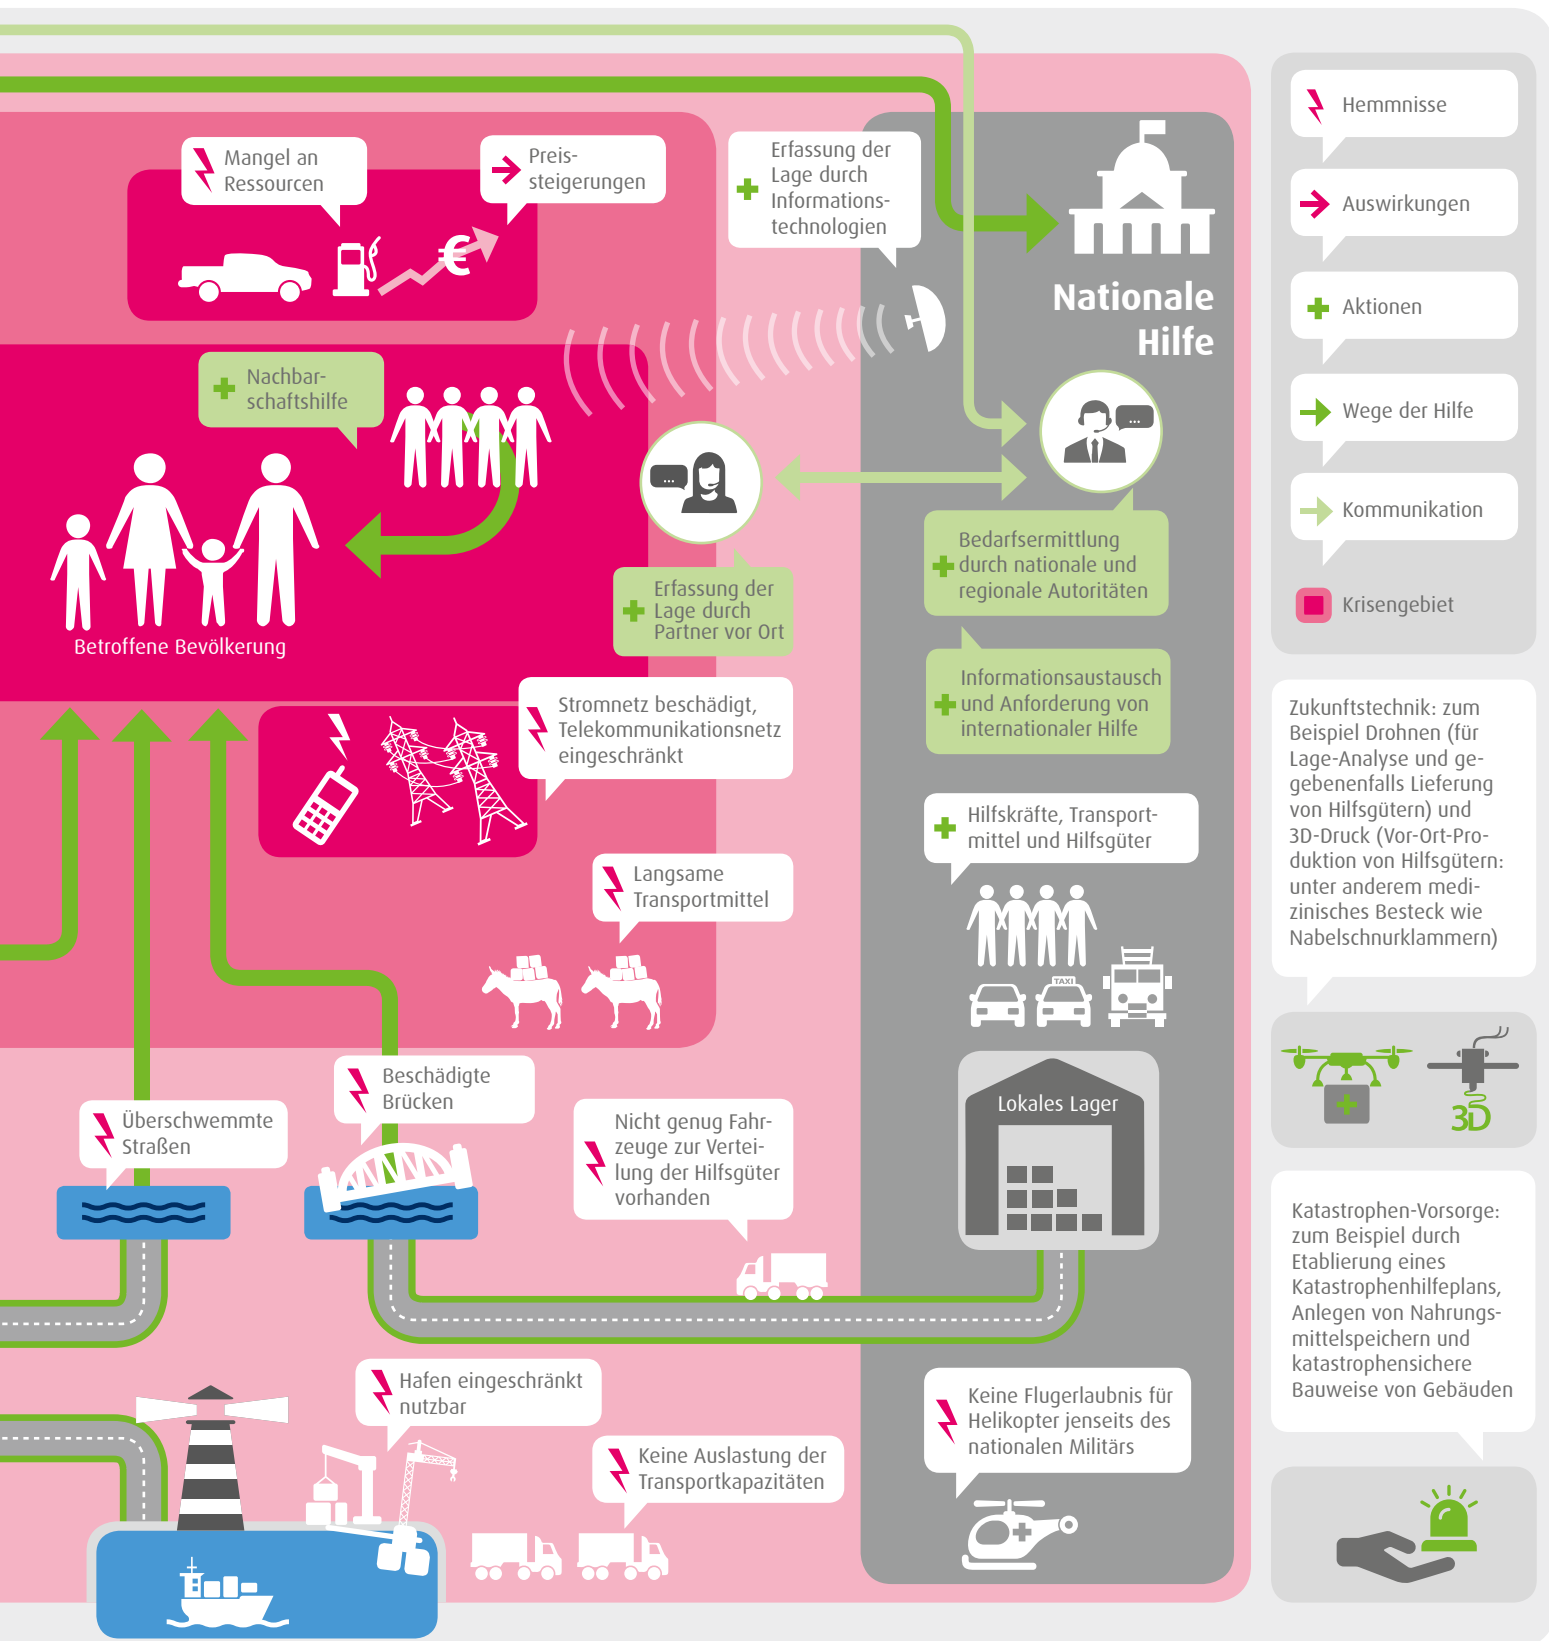 Mangel an
Ressourcen
Preis-
steigerungen
€
Erfassung der
Lage durch
Informations-
technologien
Nationale
Hilfe
Nachbar-
schaftshilfe
Betroffene Bevölkerung
...
...
Erfassung der
Lage durch
Partner vor Ort
Bedarfsermittlung
durch nationale und
regionale Autoritäten
Informationsaustausch
und Anforderung von
internationaler Hilfe
Stromnetz beschädigt,
Telekommunikationsnetz
eingeschränkt
Hilfskräfte, Transport-
mittel und Hilfsgüter
TAXI
Langsame
Transportmittel
Beschädigte
Brücken
Überschwemmte
Straßen
Nicht genug Fahr-
zeuge zur Vertei-
lung der Hilfsgüter
vorhanden
Lokales Lager
Hafen eingeschränkt
nutzbar
Keine Auslastung der
Transportkapazitäten
Keine Flugerlaubnis für
Helikopter jenseits des
nationalen Militärs
Hemmnisse
Auswirkungen
Aktionen
Wege der Hilfe
Kommunikation
Krisengebiet
Zukunftstechnik: zum
Beispiel Drohnen (für
Lage-Analyse und ge-
gebenenfalls Lieferung
von Hilfsgütern) und
3D-Druck (Vor-Ort-Pro-
duktion von Hilfsgütern:
unter anderem medi-
zinisches Besteck wie
Nabelschnurklammern)
3D
Katastrophen-Vorsorge:
zum Beispiel durch
Etablierung eines
Katastrophenhilfeplans,
Anlegen von Nahrungs-
mittelspeichern und
katastrophensichere
Bauweise von Gebäuden